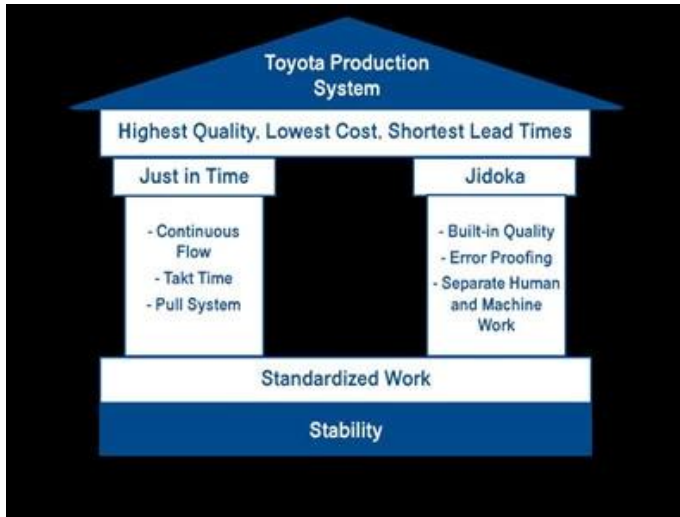 Toyota Production
System
Highest Quality, Lowest Cost, Shortest Lead Times
Just in Time
Jidoka
- Continuous
Flow
- Takt Time
- Pull System
- Built-in Quality
- Error Proofing
- Separate Human
and Machine
Work
Standardized Work
Stability